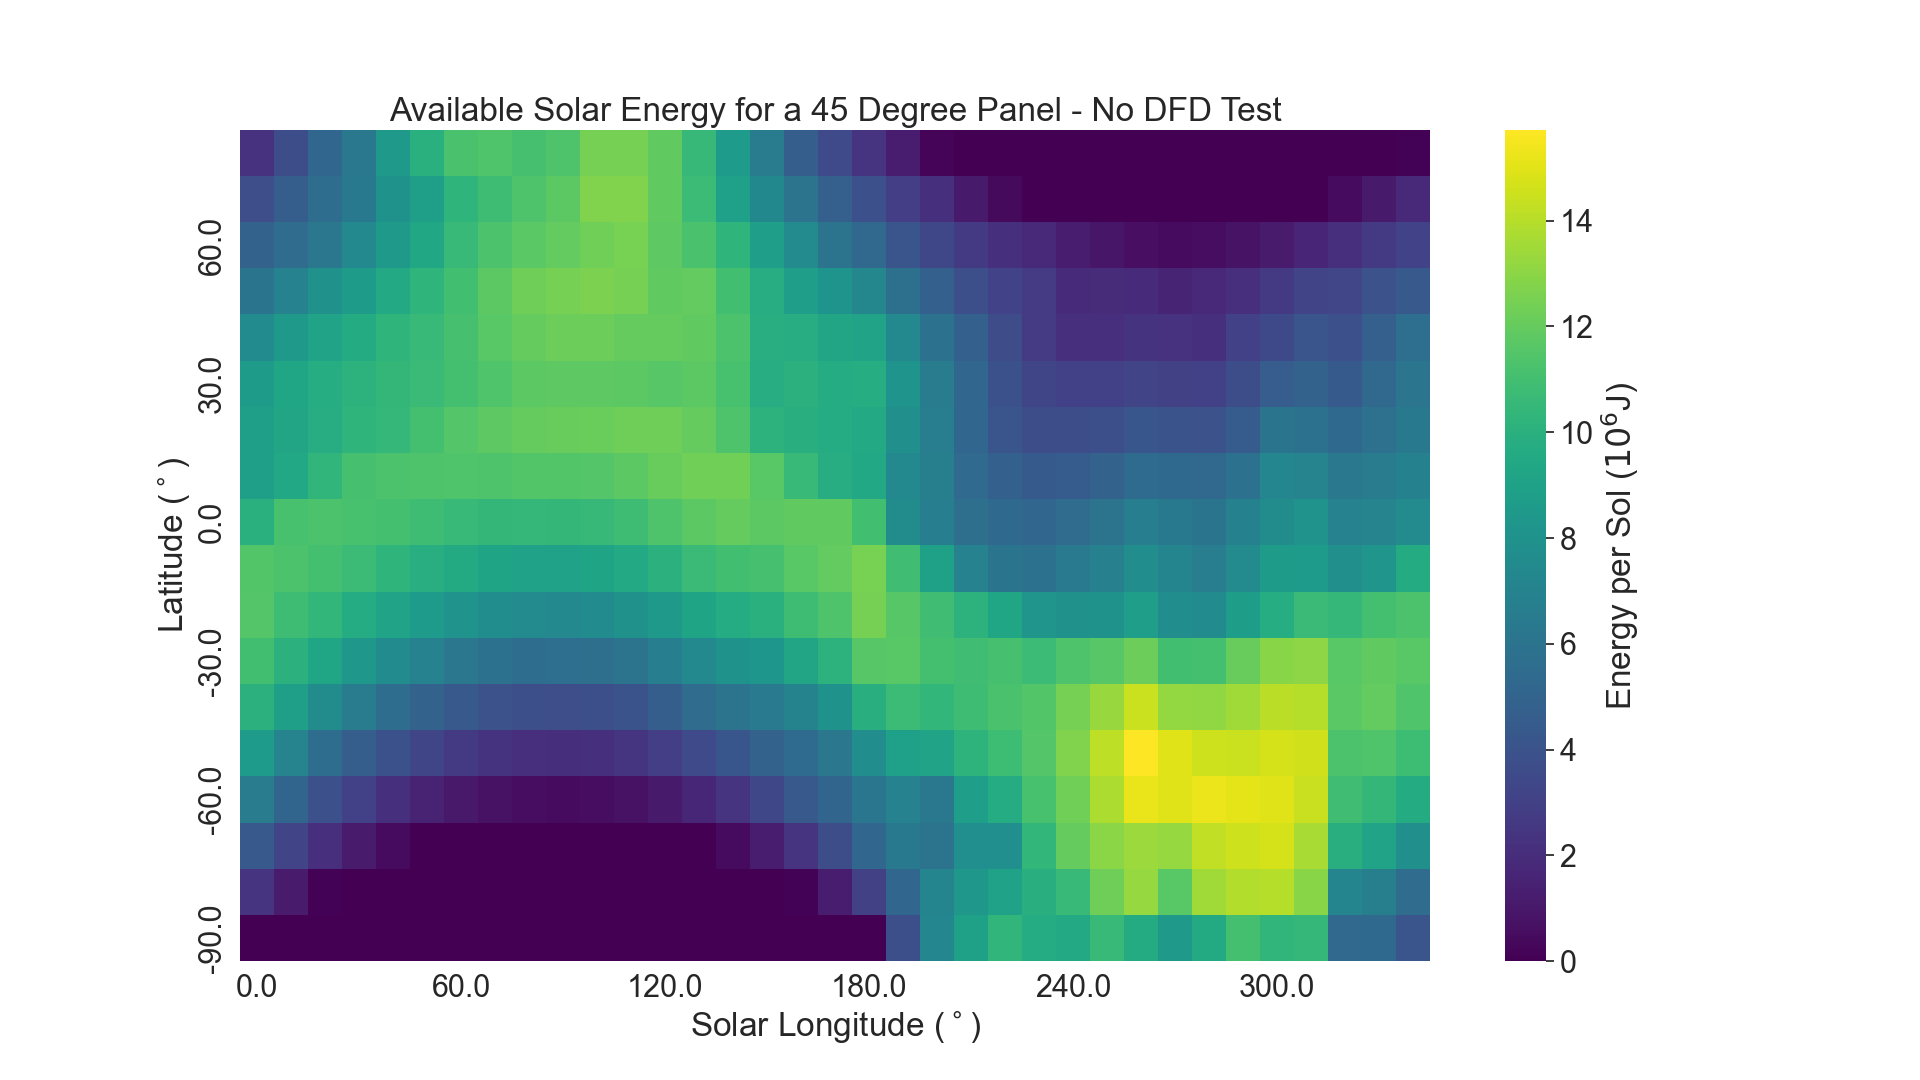 Available Solar Energy for a 45 Degree Panel - No DFD Test
60.0
30.0
0.0
-30.0
-60.0
-90.0
Latitude (°)
0.0 60.0 120.0 180.0 240.0 300.0
Solar Longitude (°)
14
12
10
8
6
4
2
0
Energy per Sol (10⁶J)